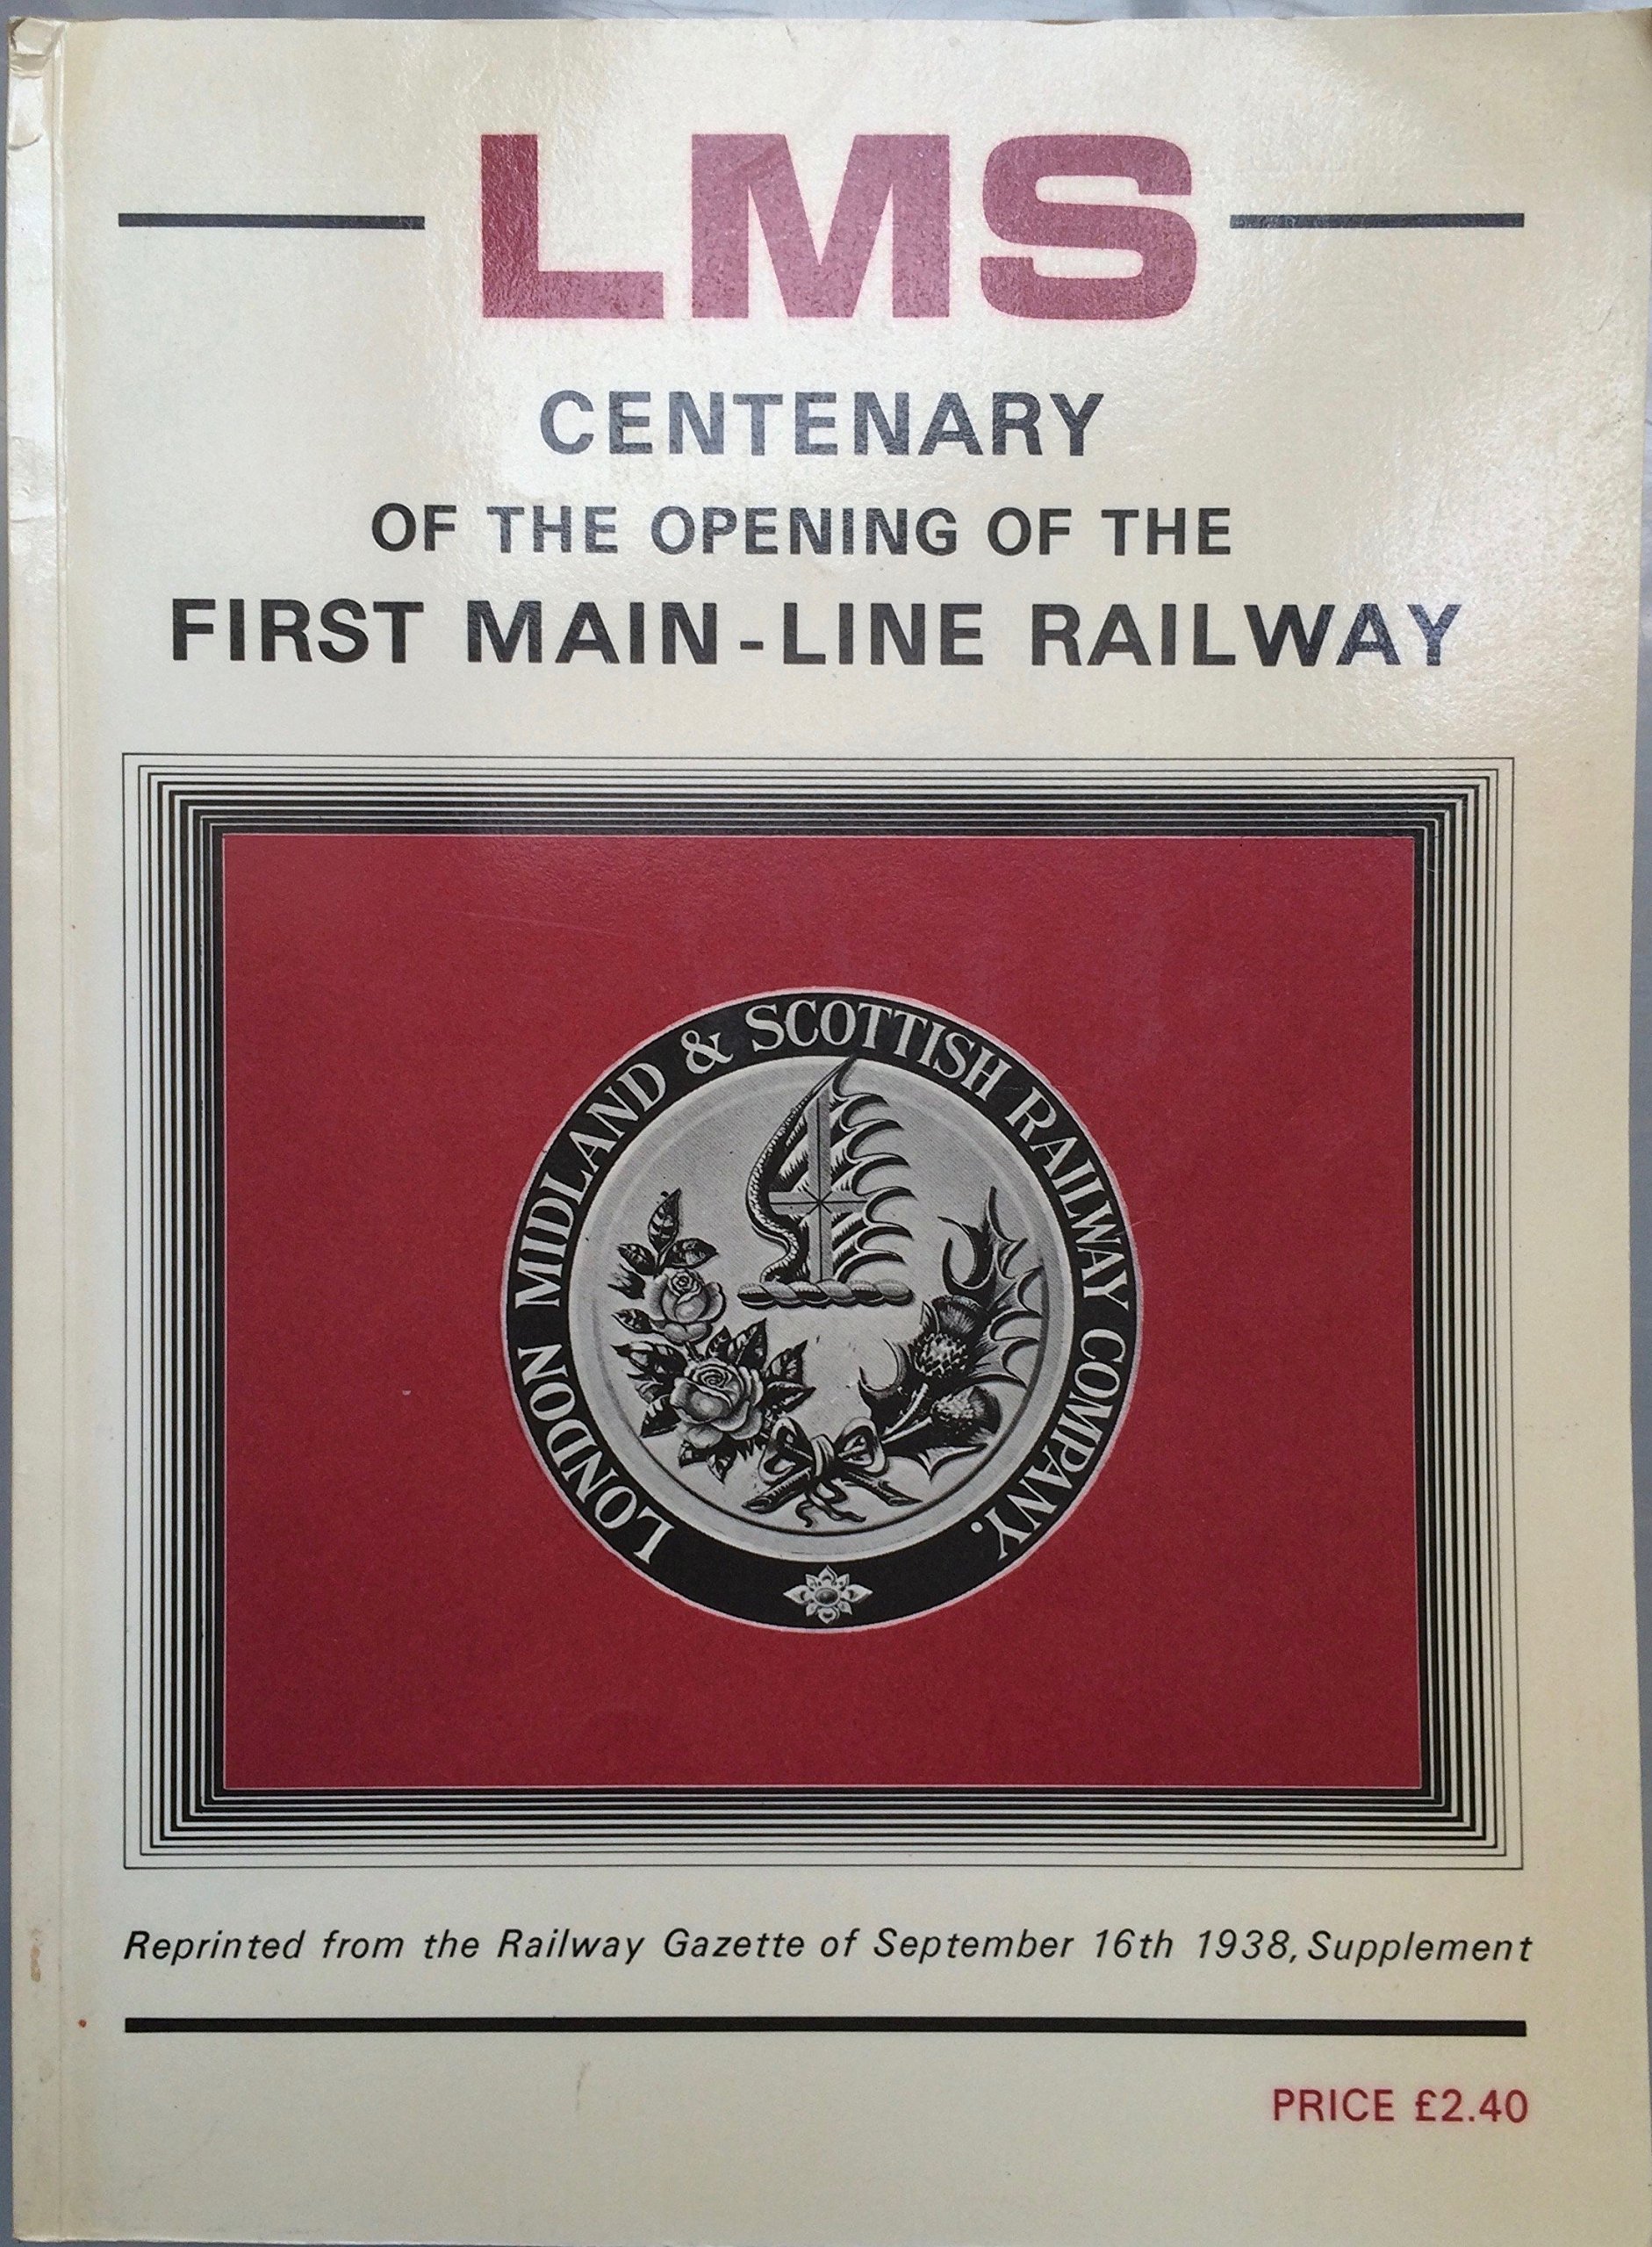 LMS
CENTENARY
OF THE OPENING OF THE
FIRST MAIN-LINE RAILWAY
LONDON MIDLAND & SCOTTISH RAILWAY COMPANY.
Reprinted from the Railway Gazette of September 16th 1938, Supplement
PRICE £2.40